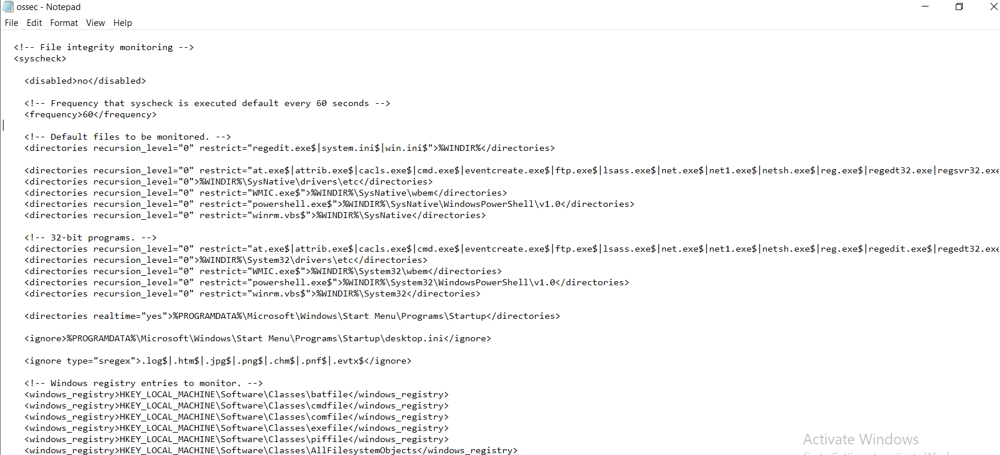 ossec - Notepad
File Edit Format View Help
<!-- File integrity monitoring -->
<syscheck>
<disabled>no</disabled>
<!-- Frequency that syscheck is executed default every 60 seconds -->
<frequency>60</frequency>
<!-- Default files to be monitored. -->
<directories recursion_level="0" restrict="regedit.exe$|system.ini$|win.ini$">%WINDIR%</directories>
<directories recursion_level="0" restrict="at.exe$|attrib.exe$|cacls.exe$|cmd.exe$|eventcreate.exe$|ftp.exe$|lsass.exe$|net.exe$|net1.exe$|netsh.exe$|reg.exe$|regedt32.exe|regsvr32.exe
<directories recursion_level="0">%WINDIR%\SysNative\drivers\etc</directories>
<directories recursion_level="0" restrict="WMIC.exe$">%WINDIR%\SysNative\wbem</directories>
<directories recursion_level="0" restrict="powershell.exe$">%WINDIR%\SysNative\WindowsPowerShell\v1.0</directories>
<directories recursion_level="0" restrict="winrm.vbs$">%WINDIR%\SysNative</directories>
<!-- 32-bit programs. -->
<directories recursion_level="0" restrict="at.exe$|attrib.exe$|cacls.exe$|cmd.exe$|eventcreate.exe$|ftp.exe$|lsass.exe$|net.exe$|net1.exe$|netsh.exe$|reg.exe$|regedit.exe$|regedt32.exe
<directories recursion_level="0">%WINDIR%\System32\drivers\etc</directories>
<directories recursion_level="0" restrict="WMIC.exe$">%WINDIR%\System32\wbem</directories>
<directories recursion_level="0" restrict="powershell.exe$">%WINDIR%\System32\WindowsPowerShell\v1.0</directories>
<directories recursion_level="0" restrict="winrm.vbs$">%WINDIR%\System32</directories>
<directories realtime="yes">%PROGRAMDATA%\Microsoft\Windows\Start Menu\Programs\Startup</directories>
<ignore>%PROGRAMDATA%\Microsoft\Windows\Start Menu\Programs\Startup\desktop.ini</ignore>
<ignore type="sregex">.log$|.htm$|.jpg$|.png$|.chm$|.pnf$|.evtx$</ignore>
<!-- Windows registry entries to monitor. -->
<windows_registry>HKEY_LOCAL_MACHINE\Software\Classes\batfile</windows_registry>
<windows_registry>HKEY_LOCAL_MACHINE\Software\Classes\cmdfile</windows_registry>
<windows_registry>HKEY_LOCAL_MACHINE\Software\Classes\comfile</windows_registry>
<windows_registry>HKEY_LOCAL_MACHINE\Software\Classes\exefile</windows_registry>
<windows_registry>HKEY_LOCAL_MACHINE\Software\Classes\piffile</windows_registry>
<windows_registry>HKEY_LOCAL_MACHINE\Software\Classes\AllFilesystemObjects</windows_registry>
Activate Windows